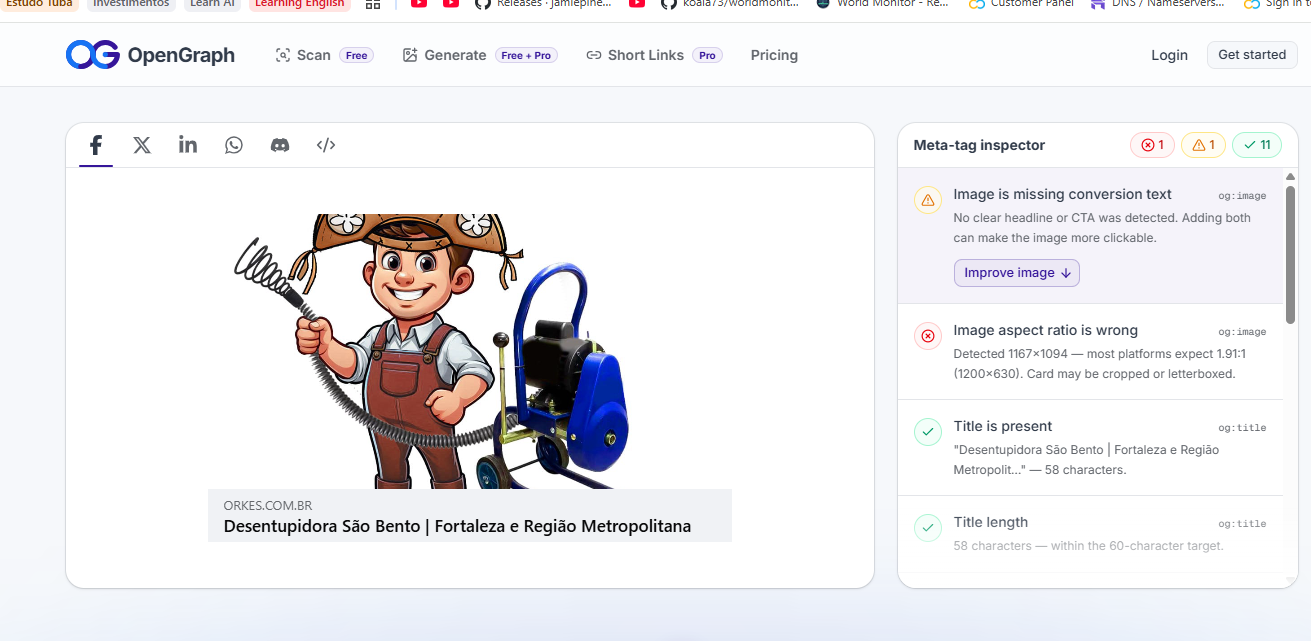 Estudo Tuba Investimentos Learn AI Learning English Releases · jamiepine... koala73/worldmonit... World Monitor - Re... Customer Panel DNS / Nameservers... Sign in t
OG OpenGraph Scan Free Generate Free + Pro Short Links Pro Pricing Login Get started
Meta-tag inspector 1 1 11
Image is missing conversion text og:image
No clear headline or CTA was detected. Adding both
can make the image more clickable.
Improve image ↓
Image aspect ratio is wrong og:image
Detected 1167×1094 — most platforms expect 1.91:1
(1200×630). Card may be cropped or letterboxed.
Title is present og:title
"Desentupidora São Bento | Fortaleza e Região
Metropolit..." — 58 characters.
Title length og:title
58 characters — within the 60-character target.
ORKES.COM.BR
Desentupidora São Bento | Fortaleza e Região Metropolitana